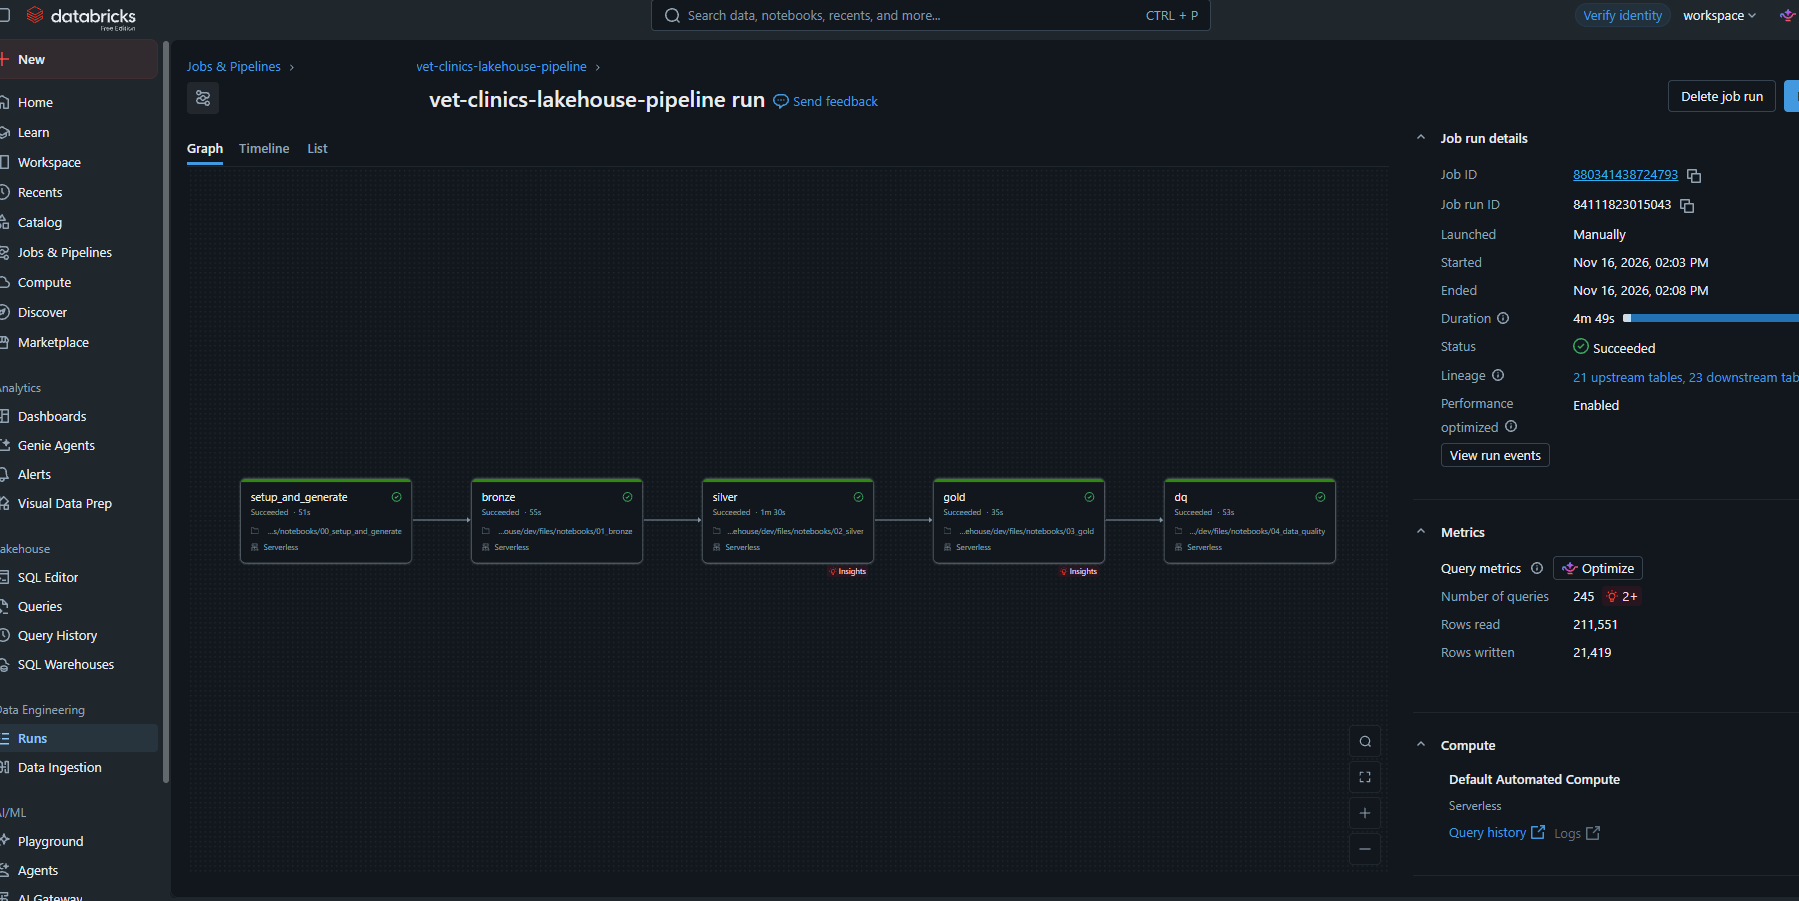 databricks
Free Edition
Search data, notebooks, recents, and more...
CTRL + P
Verify identity
workspace
New
Home
Learn
Workspace
Recents
Catalog
Jobs & Pipelines
Compute
Discover
Marketplace
Analytics
Dashboards
Genie Agents
Alerts
Visual Data Prep
akehouse
SQL Editor
Queries
Query History
SQL Warehouses
Data Engineering
Runs
Data Ingestion
AI/ML
Playground
Agents
AI Gateway
Jobs & Pipelines
vet-clinics-lakehouse-pipeline
vet-clinics-lakehouse-pipeline run
Send feedback
Delete job run
Graph
Timeline
List
setup_and_generate
Succeeded · 51s
...s/notebooks/00_setup_and_generate
Serverless
bronze
Succeeded · 55s
...ouse/dev/files/notebooks/01_bronze
Serverless
silver
Succeeded · 1m 30s
...ehouse/dev/files/notebooks/02_silver
Serverless
Insights
gold
Succeeded · 35s
...ehouse/dev/files/notebooks/03_gold
Serverless
Insights
dq
Succeeded · 53s
.../dev/files/notebooks/04_data_quality
Serverless
Job run details
Job ID 880341438724793
Job run ID 84111823015043
Launched Manually
Started Nov 16, 2026, 02:03 PM
Ended Nov 16, 2026, 02:08 PM
Duration 4m 49s
Status Succeeded
Lineage 21 upstream tables, 23 downstream tab
Performance optimized Enabled
View run events
Metrics
Query metrics Optimize
Number of queries 245 2+
Rows read 211,551
Rows written 21,419
Compute
Default Automated Compute
Serverless
Query history Logs